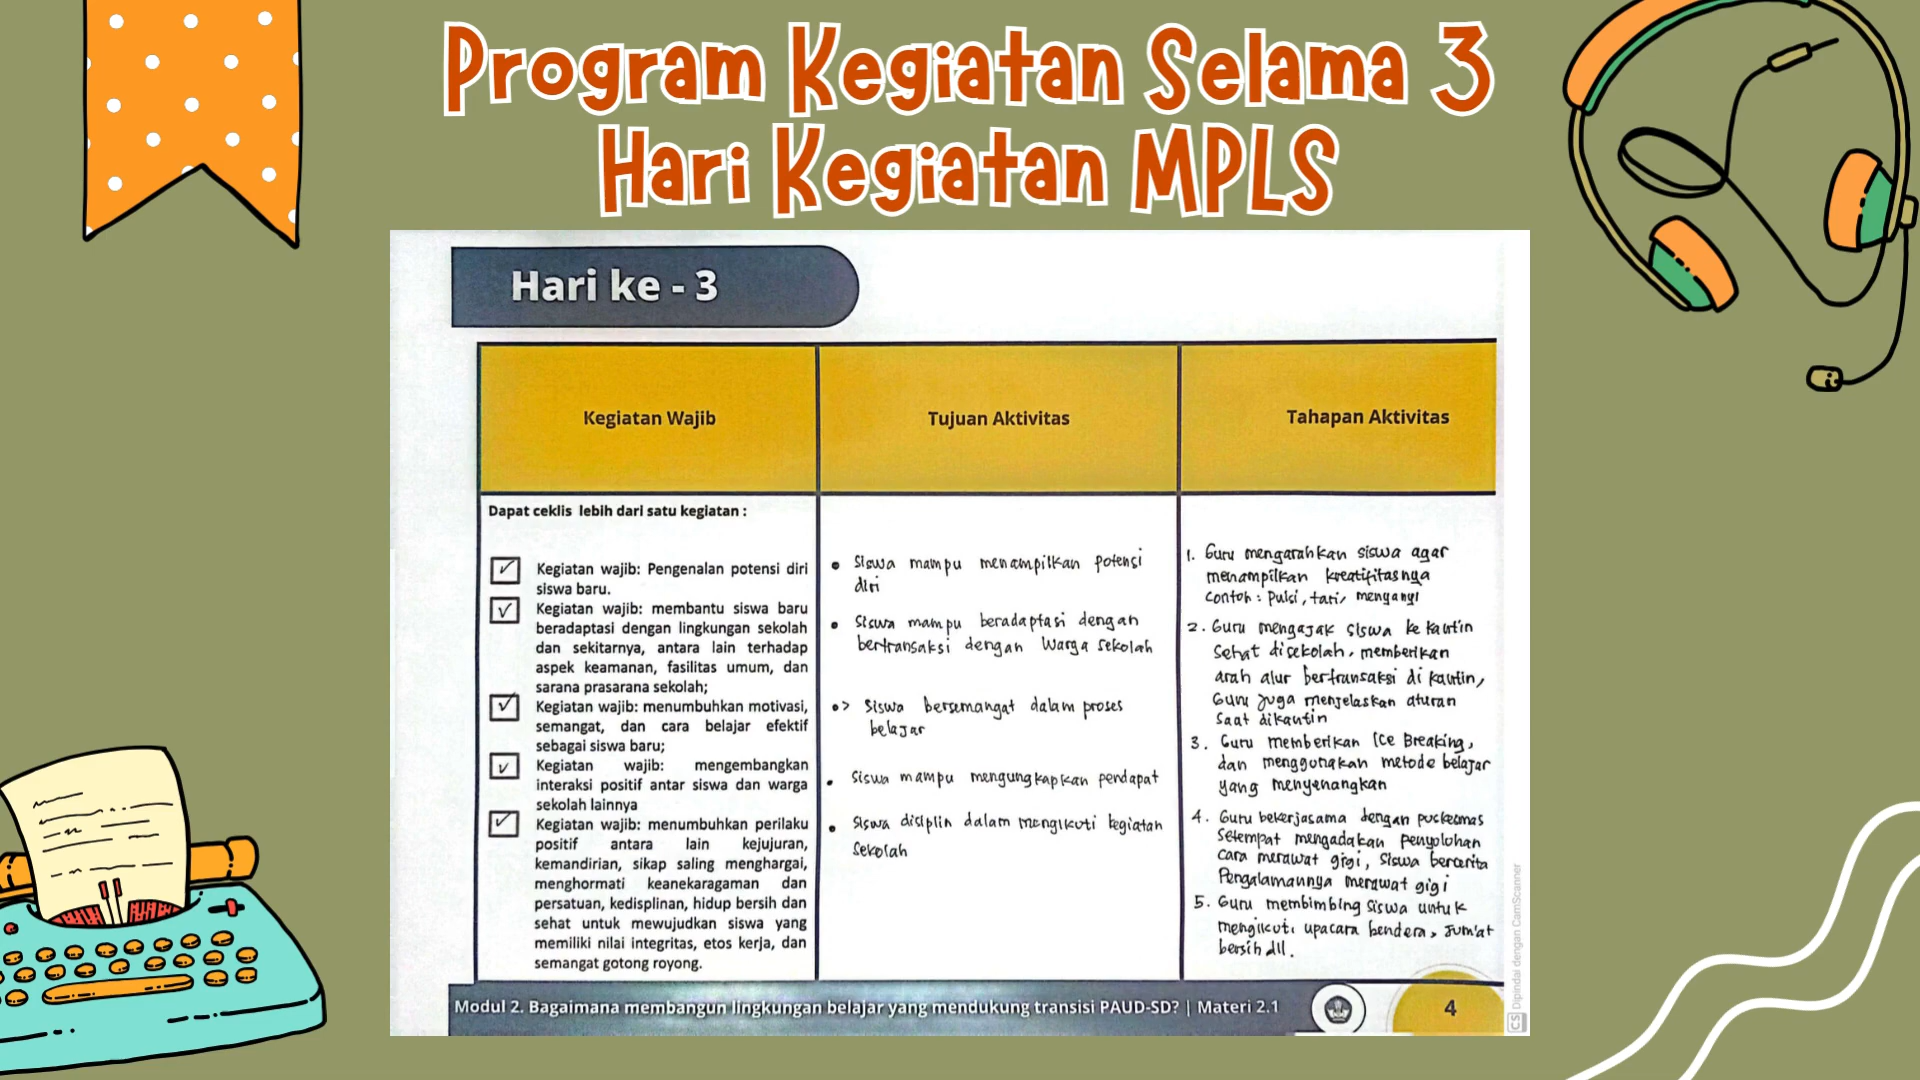 Program Kegiatan Selama 3
Hari Kegiatan MPLS
Hari ke - 3
Kegiatan Wajib
Tujuan Aktivitas
Tahapan Aktivitas
Dapat ceklis lebih dari satu kegiatan :
Kegiatan wajib: Pengenalan potensi diri
siswa baru.
Kegiatan wajib: membantu siswa baru
beradaptasi dengan lingkungan sekolah
dan sekitarnya, antara lain terhadap
aspek keamanan, fasilitas umum, dan
sarana prasarana sekolah;
Kegiatan wajib: menumbuhkan motivasi,
semangat, dan cara belajar efektif
sebagai siswa baru;
Kegiatan wajib: mengembangkan
interaksi positif antar siswa dan warga
sekolah lainnya
Kegiatan wajib: menumbuhkan perilaku
positif antara lain kejujuran,
kemandirian, sikap saling menghargai,
menghormati keanekaragaman dan
persatuan, kedisplinan, hidup bersih dan
sehat untuk mewujudkan siswa yang
memiliki nilai integritas, etos kerja, dan
semangat gotong royong.
• Siswa mampu menampilkan potensi
diri
• Siswa mampu beradaptasi dengan
bertransaksi dengan warga sekolah
•> Siswa bersemangat dalam proses
belajar
• Siswa mampu mengungkapkan pendapat
• Siswa disiplin dalam mengikuti kegiatan
sekolah
1. Guru mengarahkan siswa agar
menampilkan kreatifitasnya
contoh : Puisi, tari, menyanyi
2. Guru mengajak siswa ke kantin
sehat disekolah, memberikan
arah alur bertransaksi di kantin,
Guru juga menjelaskan aturan
saat dikantin
3. Guru memberikan Ice Breaking,
dan menggunakan metode belajar
yang menyenangkan
4. Guru bekerjasama dengan puskesmas
setempat mengadakan penyuluhan
cara merawat gigi, siswa bercerita
Pengalamannya merawat gigi
5. Guru membimbing siswa untuk
mengikuti upacara bendera, Jum'at
bersih dll.
Modul 2. Bagaimana membangun lingkungan belajar yang mendukung transisi PAUD-SD? | Materi 2.1
4
CS Dipindai dengan CamScanner